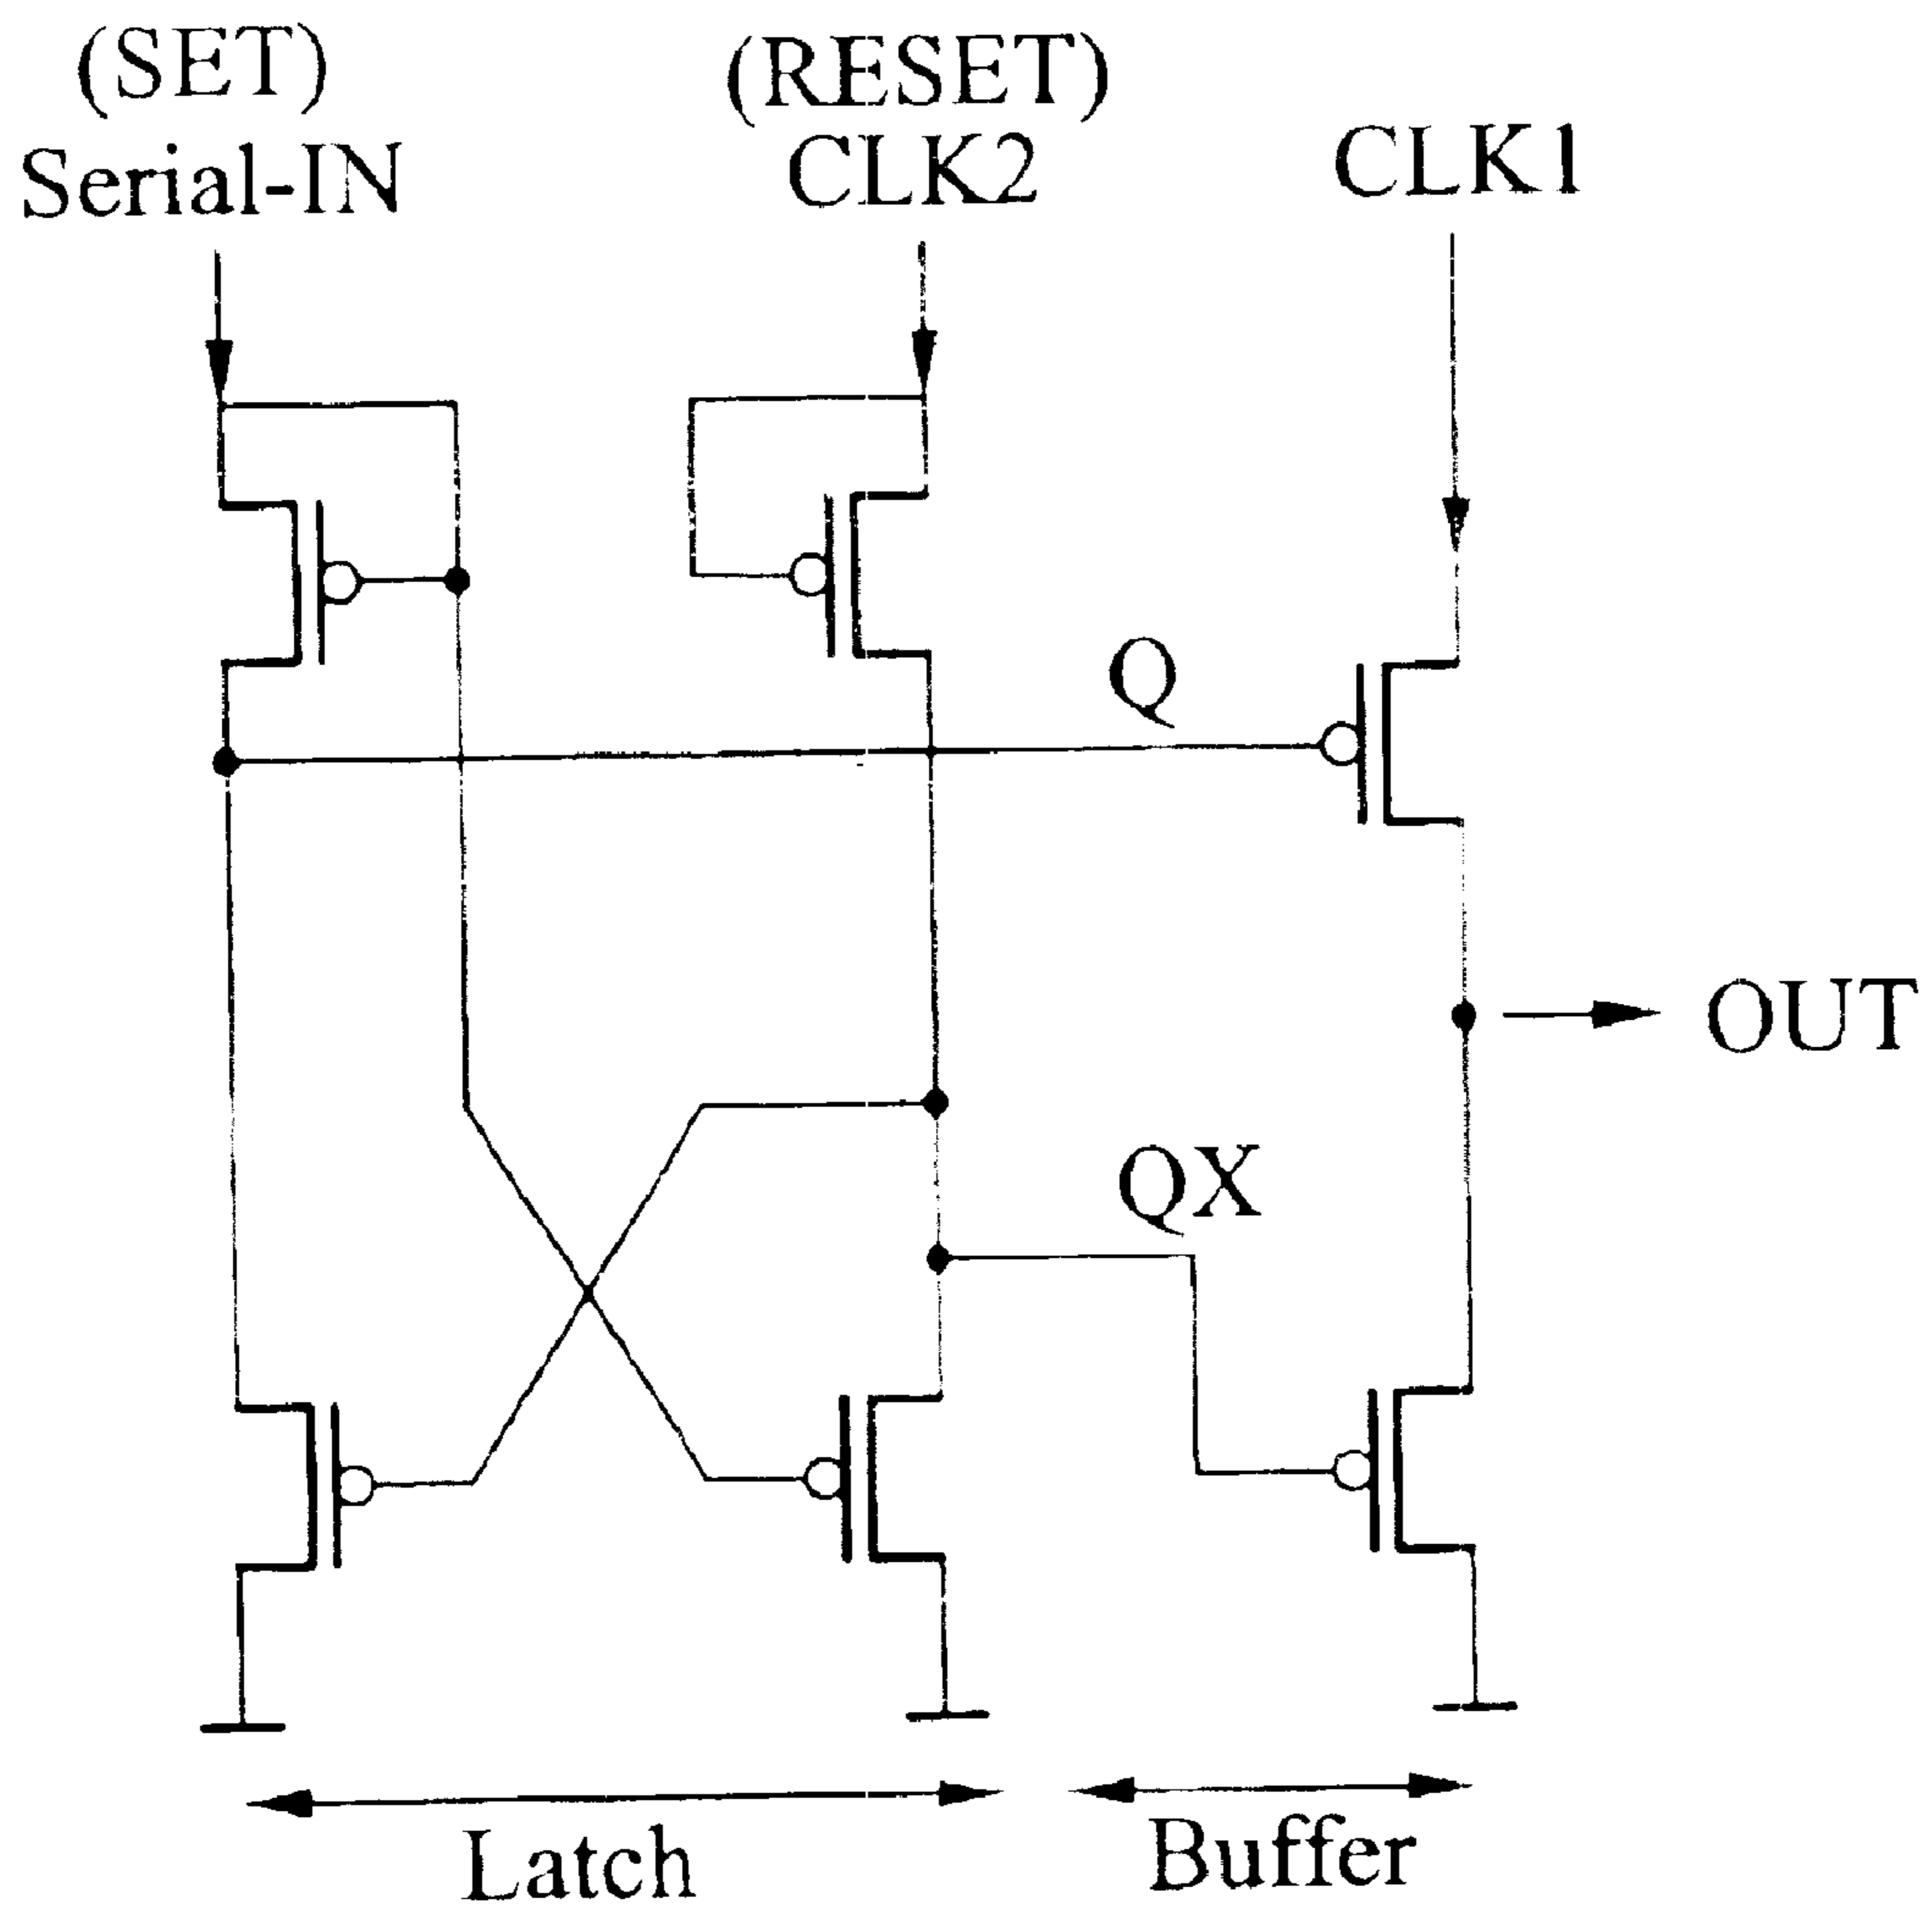 (SET)
Serial-IN
(RESET)
CLK2
CLK1
Q
OUT
QX
Latch
Buffer